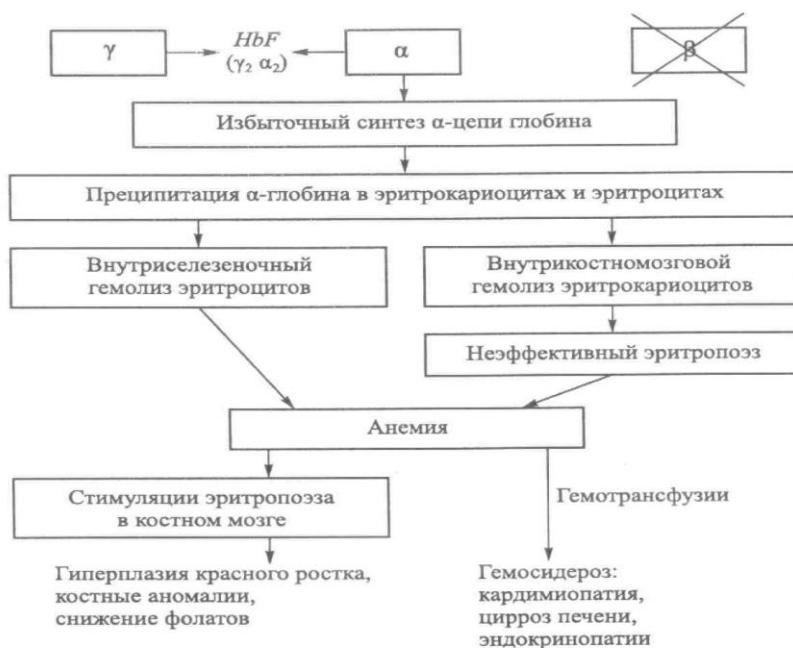 γ
HbF
(γ₂ α₂)
α
β
Избыточный синтез α-цепи глобина
Преципитация α-глобина в эритрокариоцитах и эритроцитах
Внутриселезеночный
гемолиз эритроцитов
Внутрикостномозговой
гемолиз эритрокариоцитов
Неэффективный эритропоэз
Анемия
Стимуляции эритропоэза
в костном мозге
Гемотрансфузии
Гиперплазия красного ростка,
костные аномалии,
снижение фолатов
Гемосидероз:
кардимиопатия,
цирроз печени,
эндокринопатии